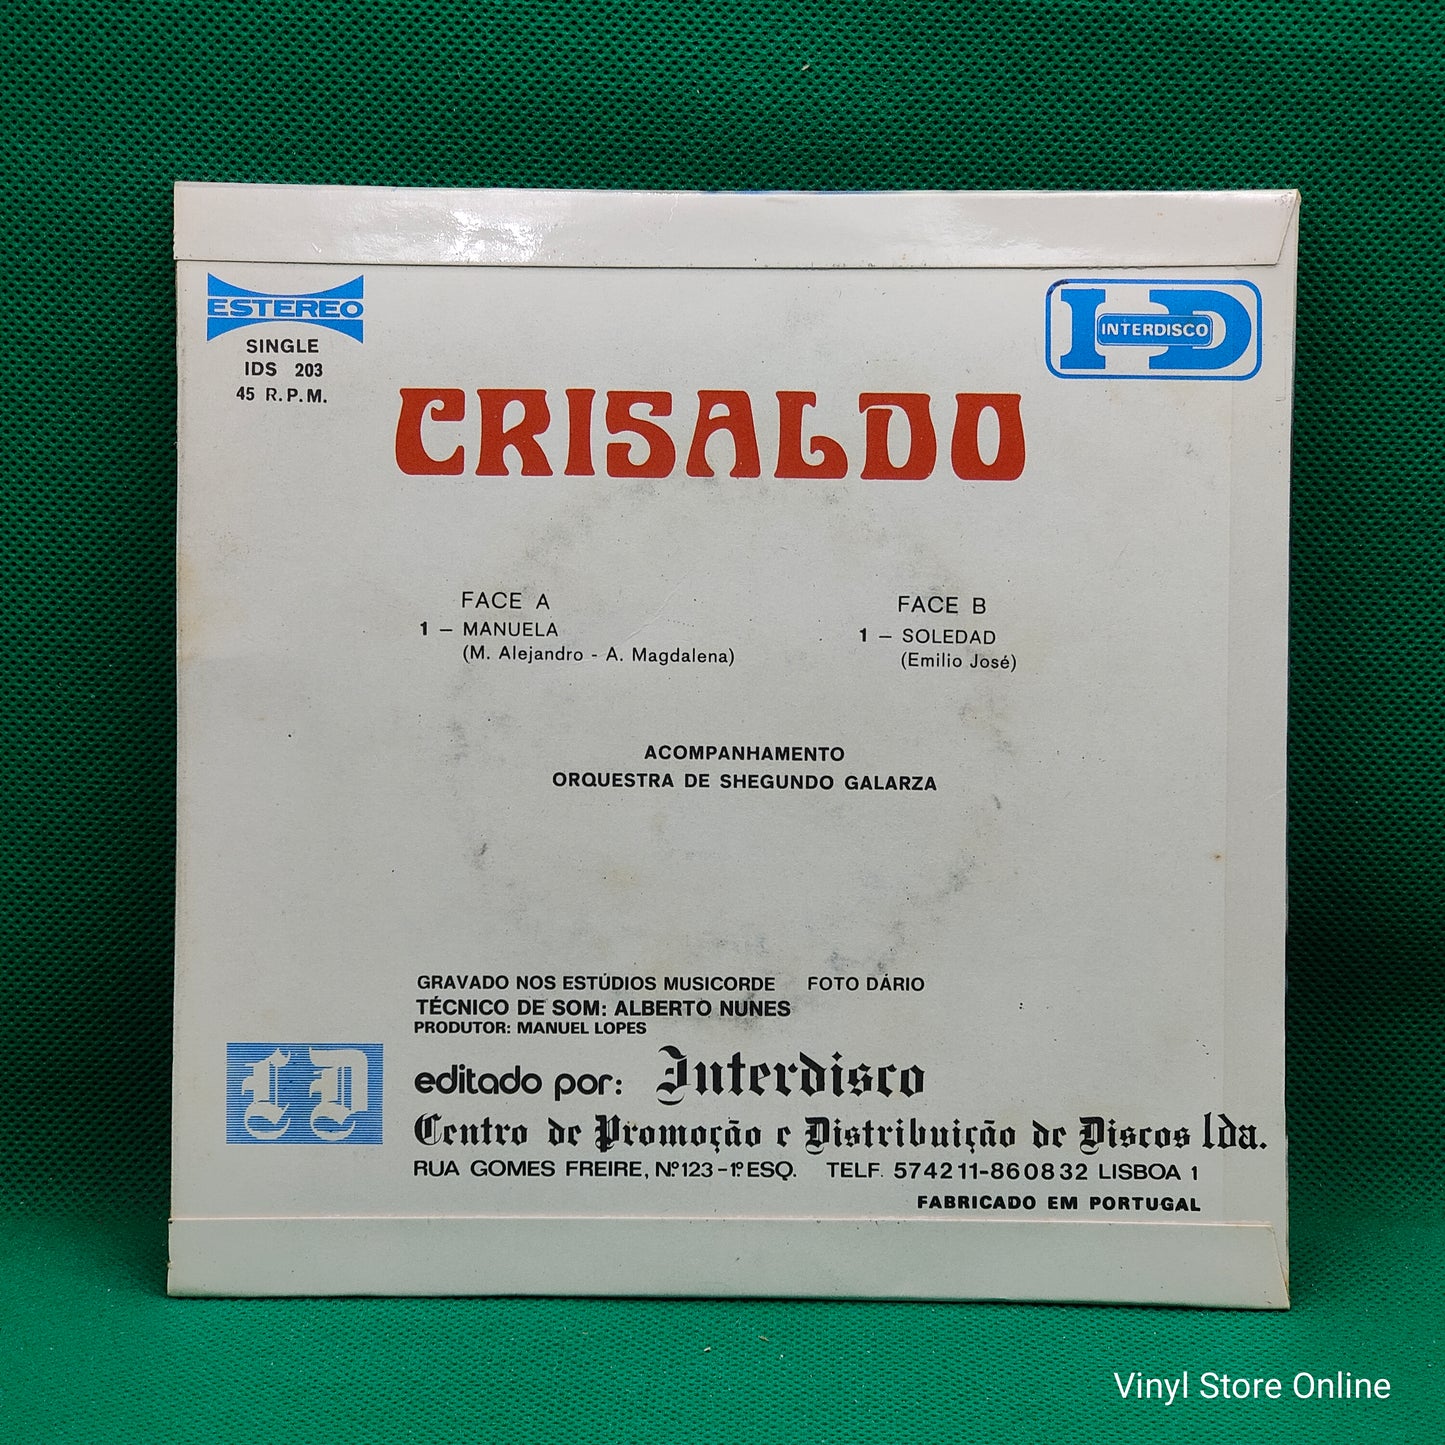 ESTEREO
SINGLE
IDS 203
45 R.P.M.
I-D
INTERDISCO
CRISALDO
FACE A
1 – MANUELA
(M. Alejandro - A. Magdalena)
FACE B
1 – SOLEDAD
(Emilio José)
ACOMPANHAMENTO
ORQUESTRA DE SHEGUNDO GALARZA
GRAVADO NOS ESTÚDIOS MUSICORDE FOTO DÁRIO
TÉCNICO DE SOM: ALBERTO NUNES
PRODUTOR: MANUEL LOPES
editado por: Interdisco
Centro de Promoção e Distribuição de Discos lda.
RUA GOMES FREIRE, Nº 123 - 1º ESQ. TELF. 574211-860832 LISBOA 1
FABRICADO EM PORTUGAL
Vinyl Store Online